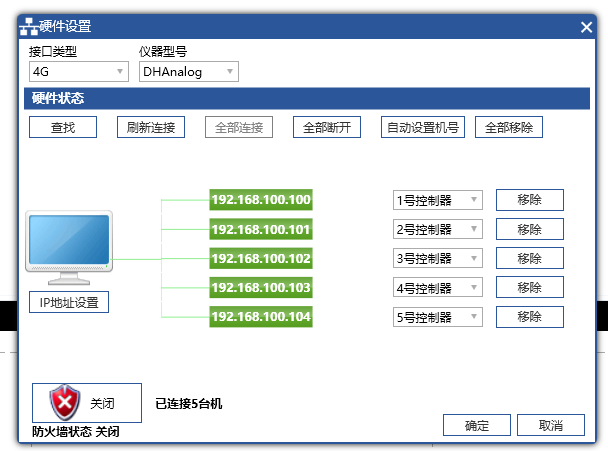 硬件设置
接口类型 仪器型号
4G DHAnalog
硬件状态
查找 刷新连接 全部连接 全部断开 自动设置机号 全部移除
192.168.100.100 1号控制器 移除
192.168.100.101 2号控制器 移除
192.168.100.102 3号控制器 移除
192.168.100.103 4号控制器 移除
IP地址设置
192.168.100.104 5号控制器 移除
关闭 已连接5台机
防火墙状态 关闭
确定 取消